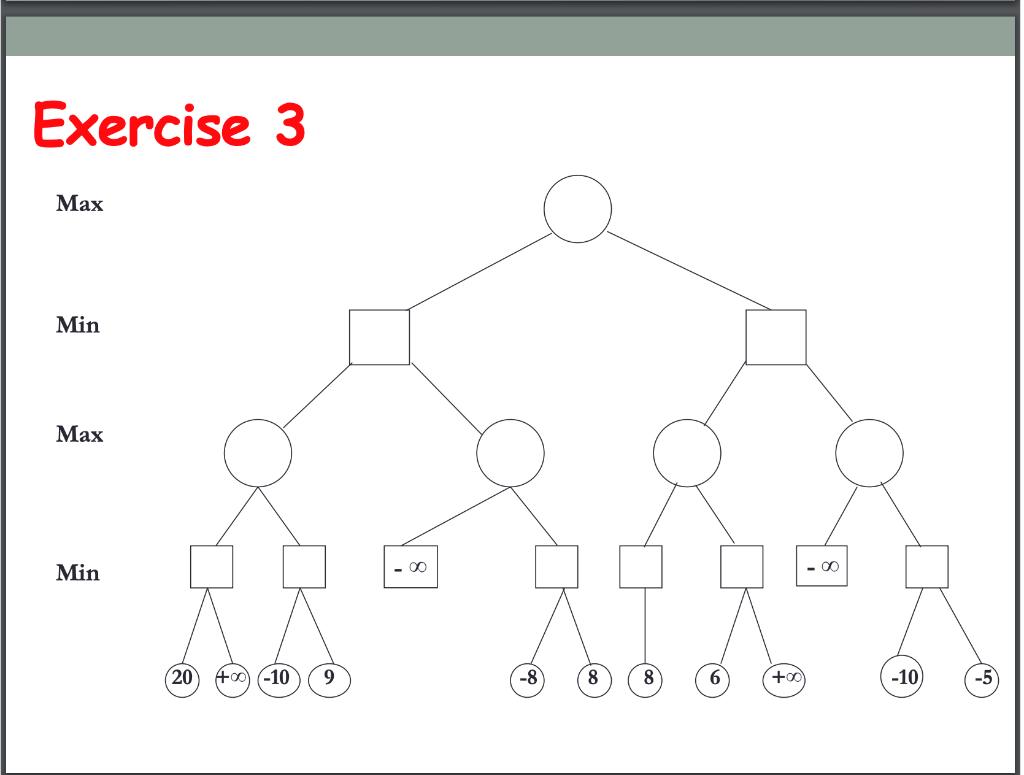 Exercise 3
Max
Min
Max
Min
- ∞
- ∞
20
+∞
-10
9
-8
8
8
6
+∞
-10
-5